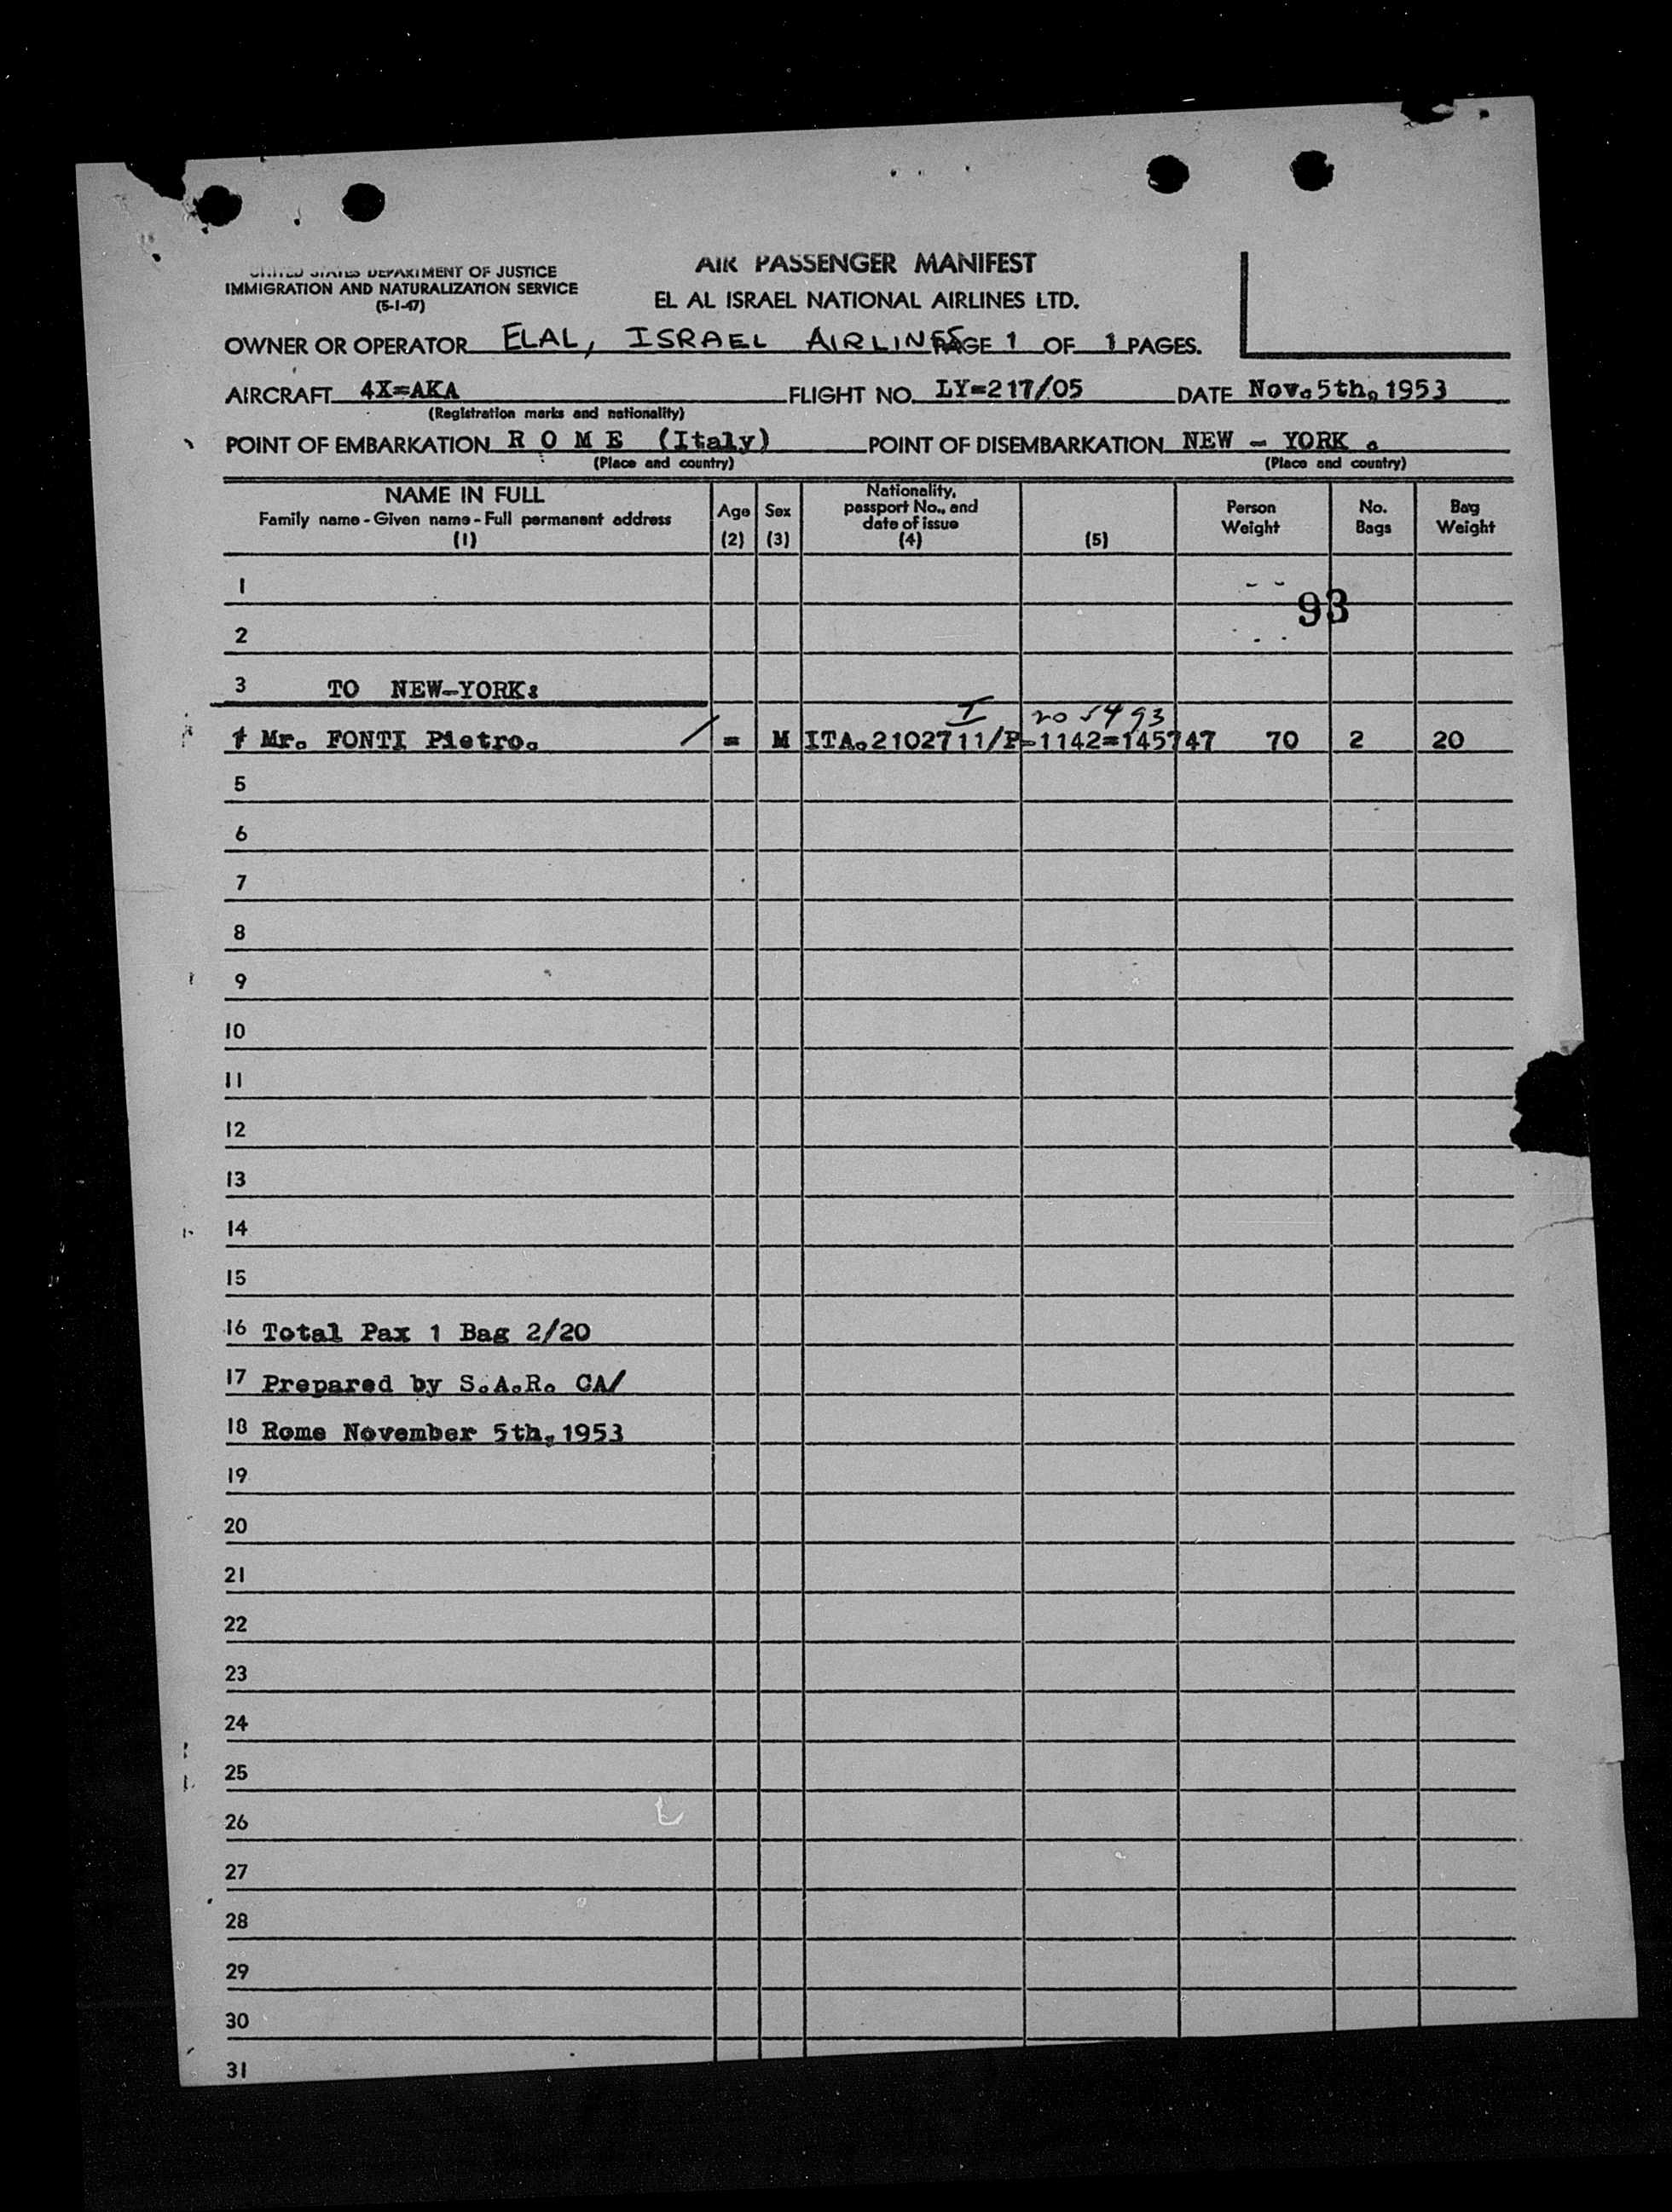 AIR PASSENGER MANIFEST
UNITED STATES DEPARTMENT OF JUSTICE
IMMIGRATION AND NATURALIZATION SERVICE
(5-1-47)
EL AL ISRAEL NATIONAL AIRLINES LTD.
OWNER OR OPERATOR ELAL, ISRAEL AIRLINES PAGE 1 OF 1 PAGES.
AIRCRAFT 4X=AKA FLIGHT NO. LY=217/05 DATE Nov.5th, 1953
(Registration marks and nationality)
POINT OF EMBARKATION R O M E (Italy) POINT OF DISEMBARKATION NEW - YORK .
(Place and country) (Place and country)
NAME IN FULL
Family name - Given name - Full permanent address
(1)
Age
(2)
Sex
(3)
Nationality,
passport No., and
date of issue
(4)
(5)
Person
Weight
No.
Bags
Bag
Weight
1
93
2
3 TO NEW-YORK:
I 20 5493
Mr. FONTI Pietro. / = M ITA.2102711/P-1142=145747 70 2 20
5
6
7
8
9
10
11
12
13
14
15
16 Total Pax 1 Bag 2/20
17 Prepared by S.A.R. CA/
18 Rome November 5th, 1953
19
20
21
22
23
24
25
26
27
28
29
30
31